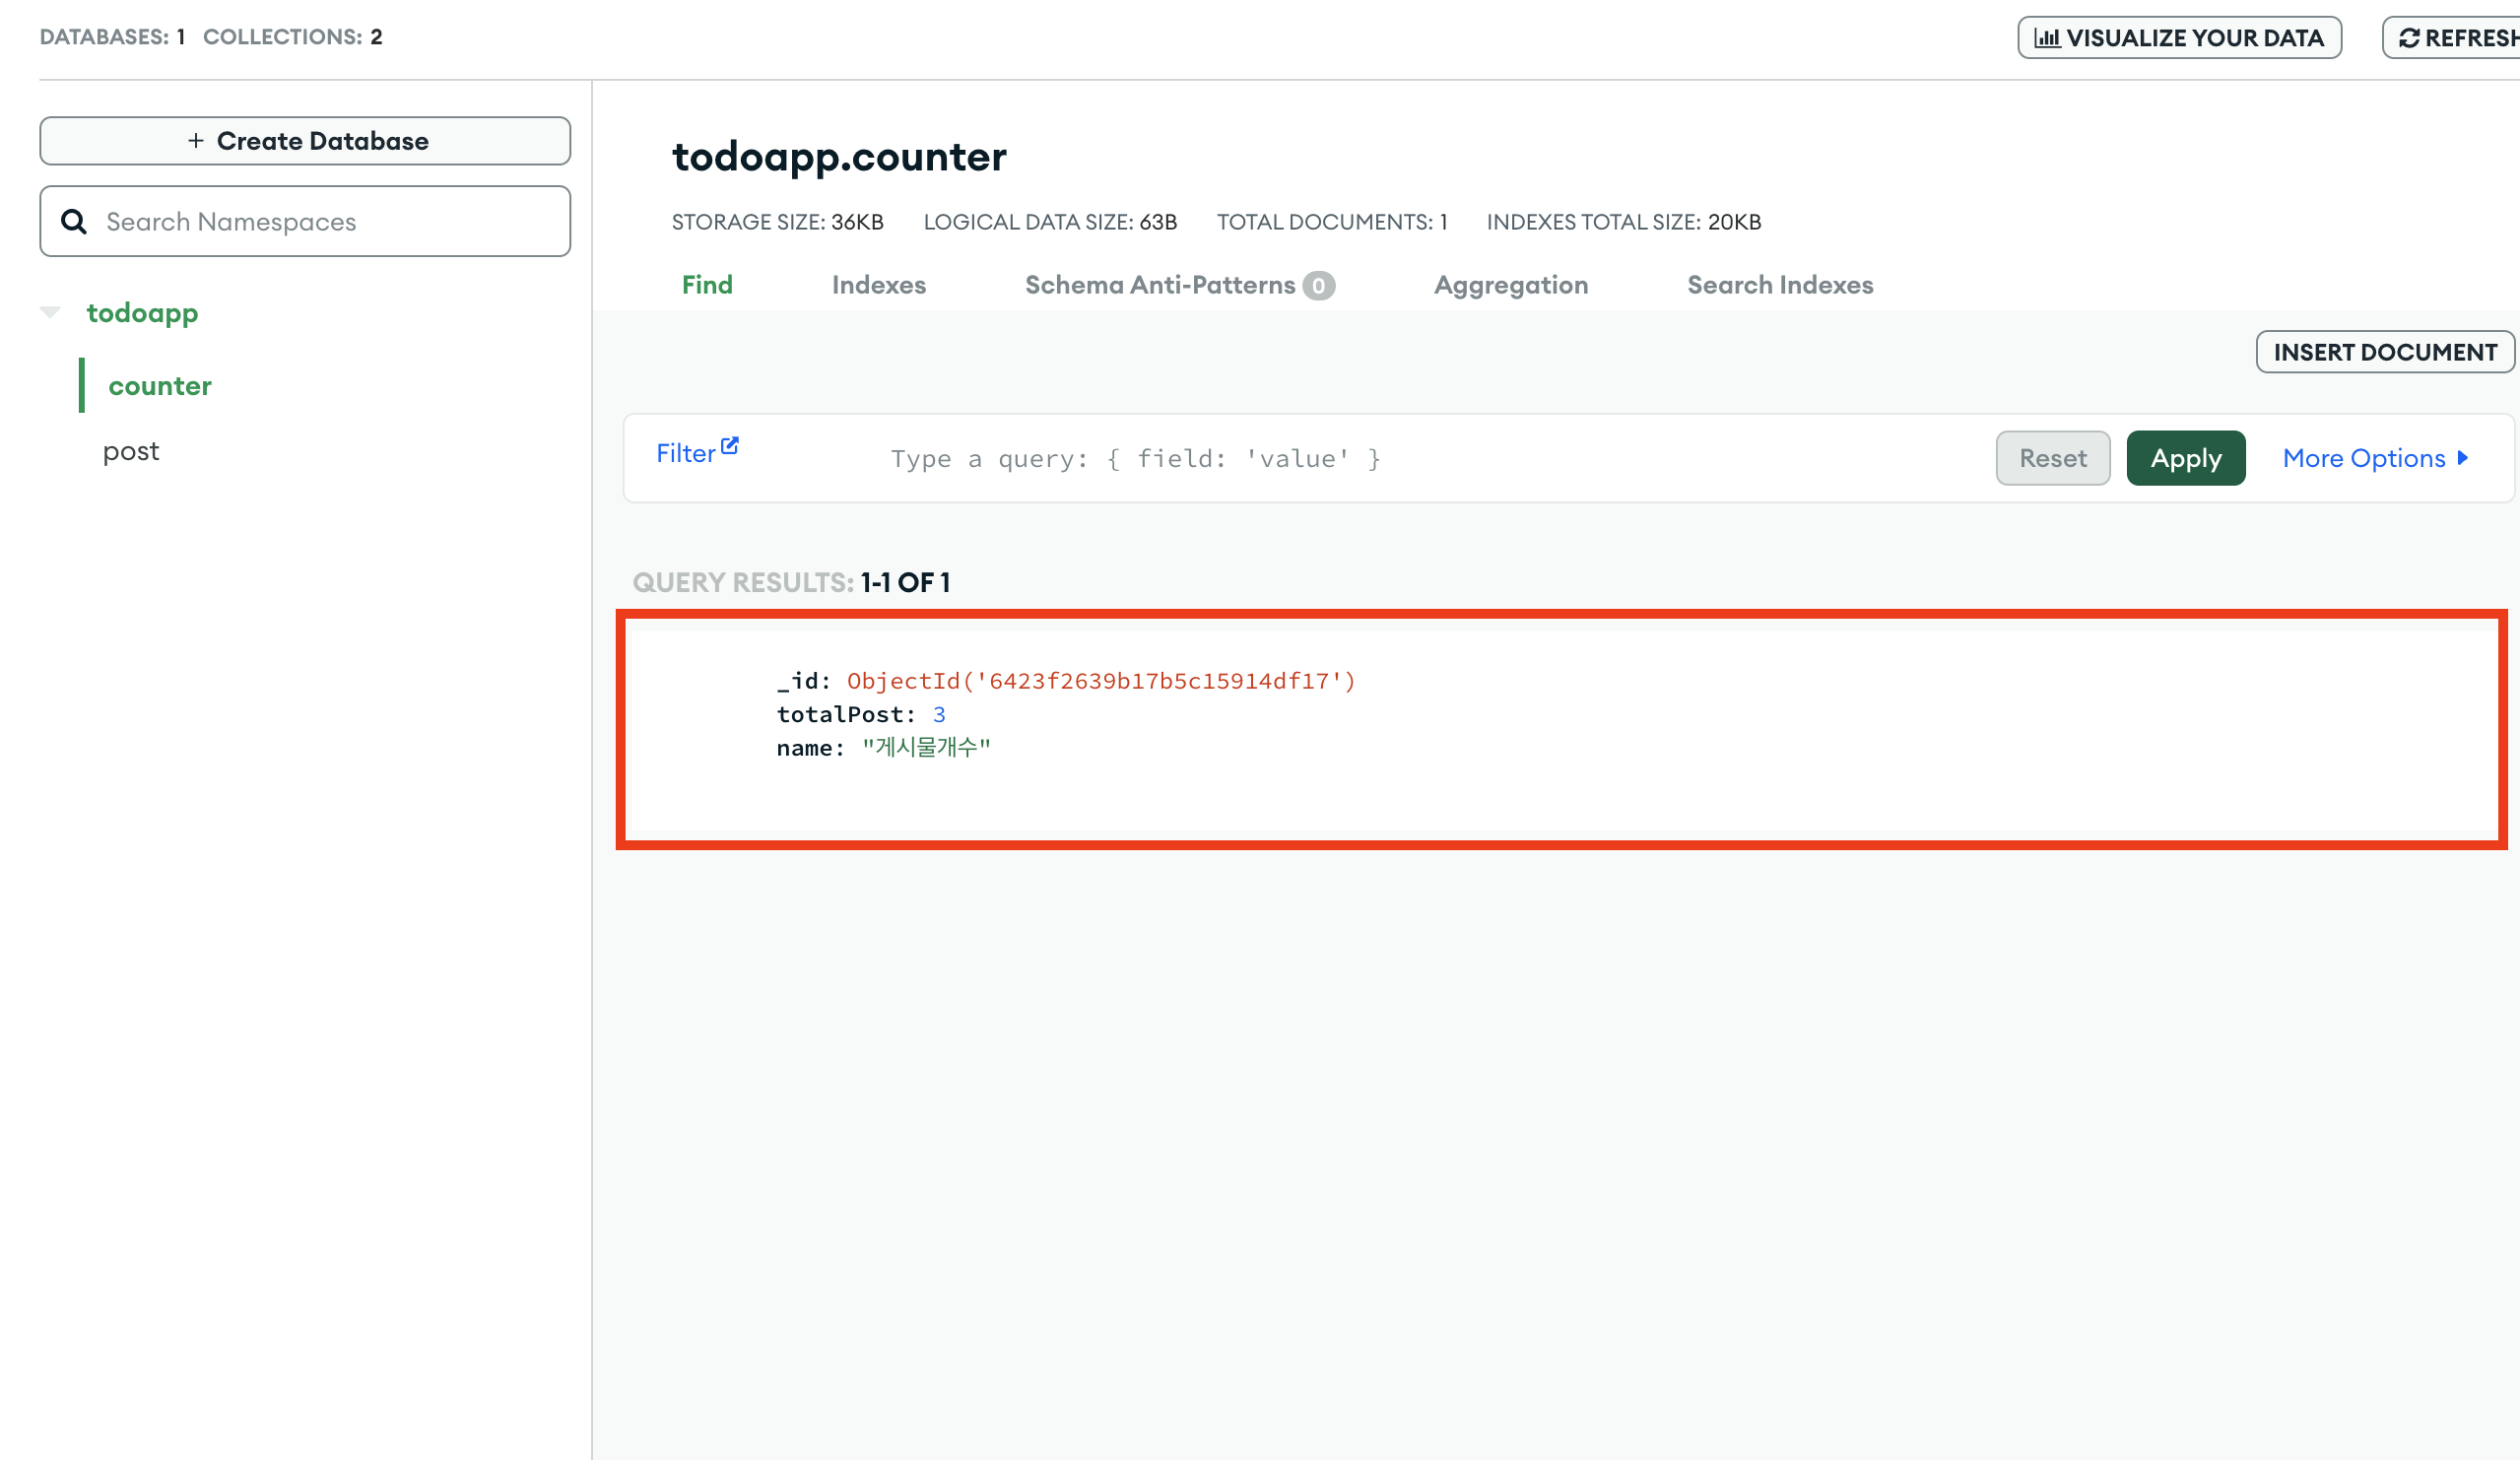 DATABASES: 1 COLLECTIONS: 2
VISUALIZE YOUR DATA
REFRESH
+ Create Database
Search Namespaces
todoapp
counter
post
todoapp.counter
STORAGE SIZE: 36KB LOGICAL DATA SIZE: 63B TOTAL DOCUMENTS: 1 INDEXES TOTAL SIZE: 20KB
Find Indexes Schema Anti-Patterns 0 Aggregation Search Indexes
INSERT DOCUMENT
Filter Type a query: { field: 'value' } Reset Apply More Options
QUERY RESULTS: 1-1 OF 1
_id: ObjectId('6423f2639b17b5c15914df17')
totalPost: 3
name: "게시물개수"